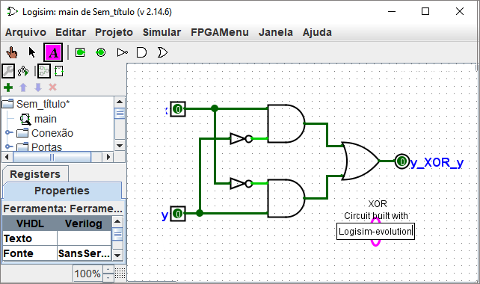 Logisim: main de Sem_título (v 2.14.6)
Arquivo Editar Projeto Simular FPGAMenu Janela Ajuda
A
Sem_título*
main
Conexão
Portas
Registers
Properties
Ferramenta: Ferrame...
VHDL Verilog
Texto
Fonte SansSer...
100%
0
y
0
0
y_XOR_y
XOR
Circuit built with
Logisim-evolution